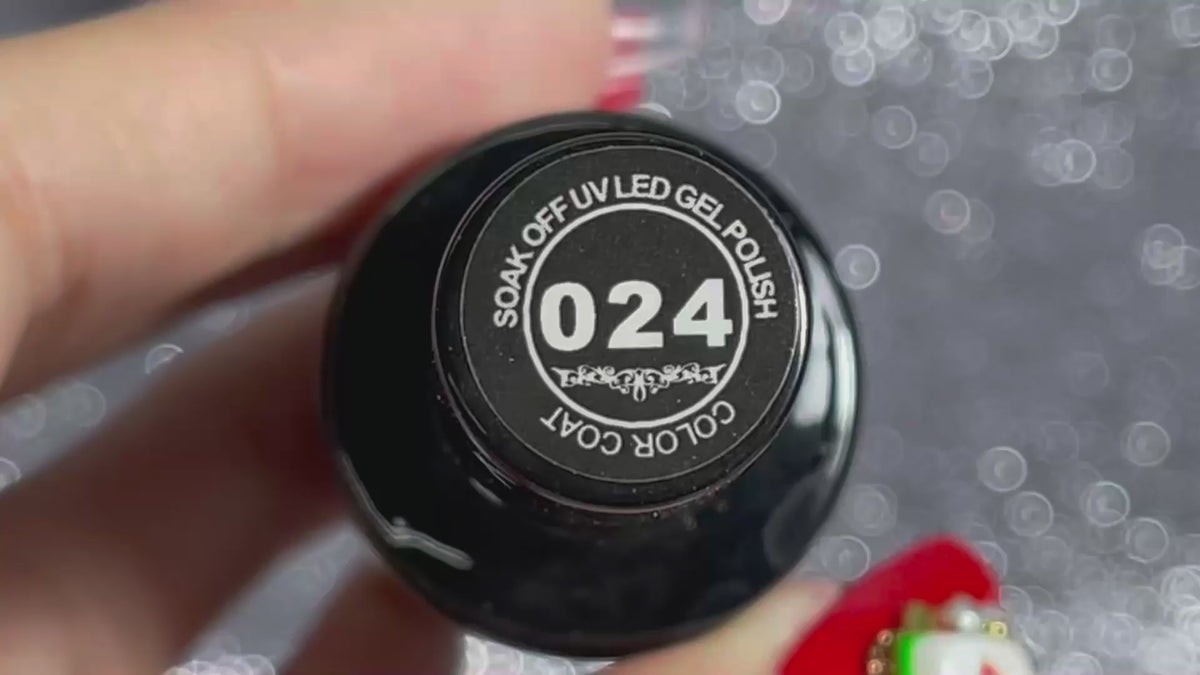 SOAK OFF UV LED GEL POLISH
024
COLOR COAT